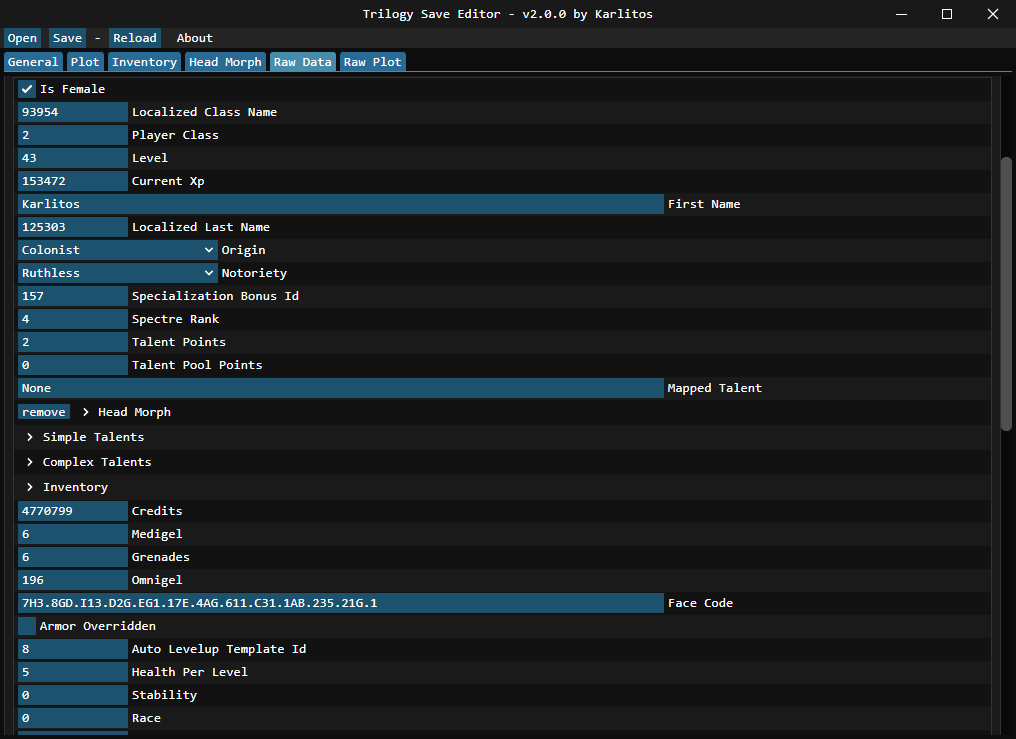 Trilogy Save Editor - v2.0.0 by Karlitos
Open Save - Reload About
General Plot Inventory Head Morph Raw Data Raw Plot
Is Female
93954 Localized Class Name
2 Player Class
43 Level
153472 Current Xp
Karlitos First Name
125303 Localized Last Name
Colonist Origin
Ruthless Notoriety
157 Specialization Bonus Id
4 Spectre Rank
2 Talent Points
0 Talent Pool Points
None Mapped Talent
remove > Head Morph
> Simple Talents
> Complex Talents
> Inventory
4770799 Credits
6 Medigel
6 Grenades
196 Omnigel
7H3.8GD.I13.D2G.EG1.17E.4AG.611.C31.1AB.235.21G.1 Face Code
Armor Overridden
8 Auto Levelup Template Id
5 Health Per Level
0 Stability
0 Race